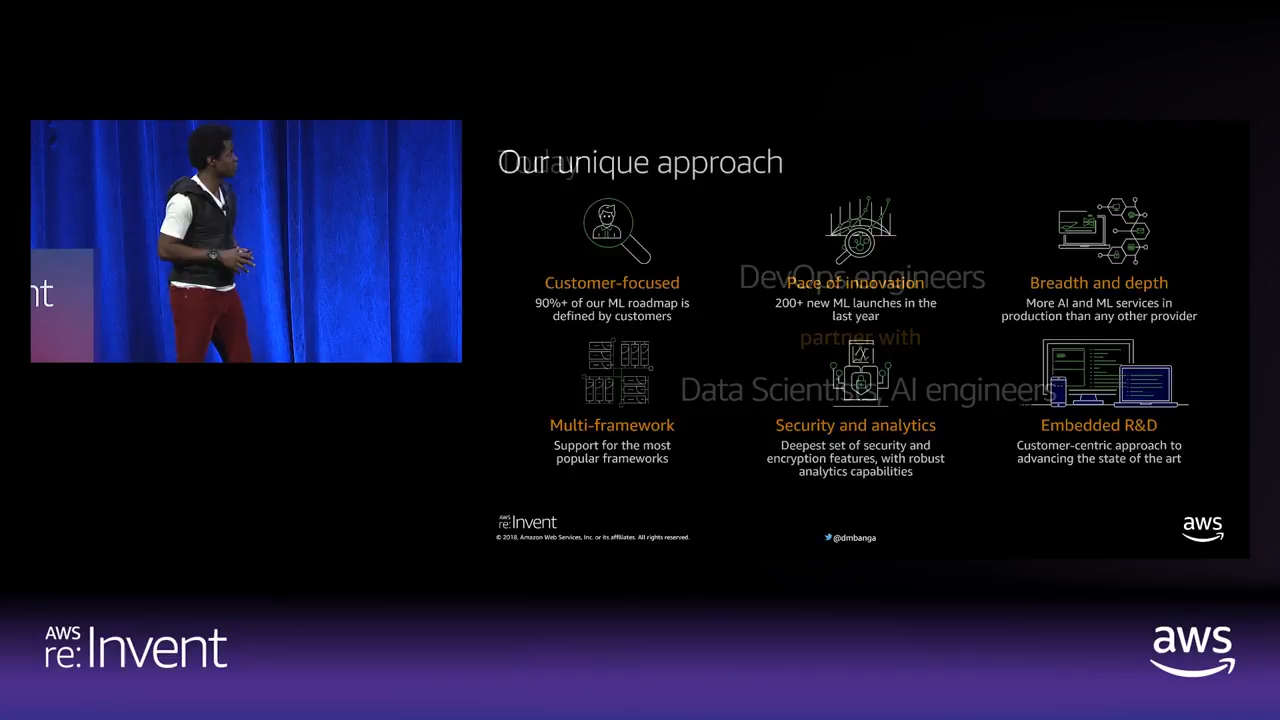 nt
Today
Our unique approach
DevOps engineers
partner with
Data Scientists, AI engineers
Customer-focused
90%+ of our ML roadmap is
defined by customers
Pace of innovation
200+ new ML launches in the
last year
Breadth and depth
More AI and ML services in
production than any other provider
Multi-framework
Support for the most
popular frameworks
Security and analytics
Deepest set of security and
encryption features, with robust
analytics capabilities
Embedded R&D
Customer-centric approach to
advancing the state of the art
AWS
re:Invent
© 2018, Amazon Web Services, Inc. or its affiliates. All rights reserved.
@dmbanga
aws
AWS
re:Invent
aws